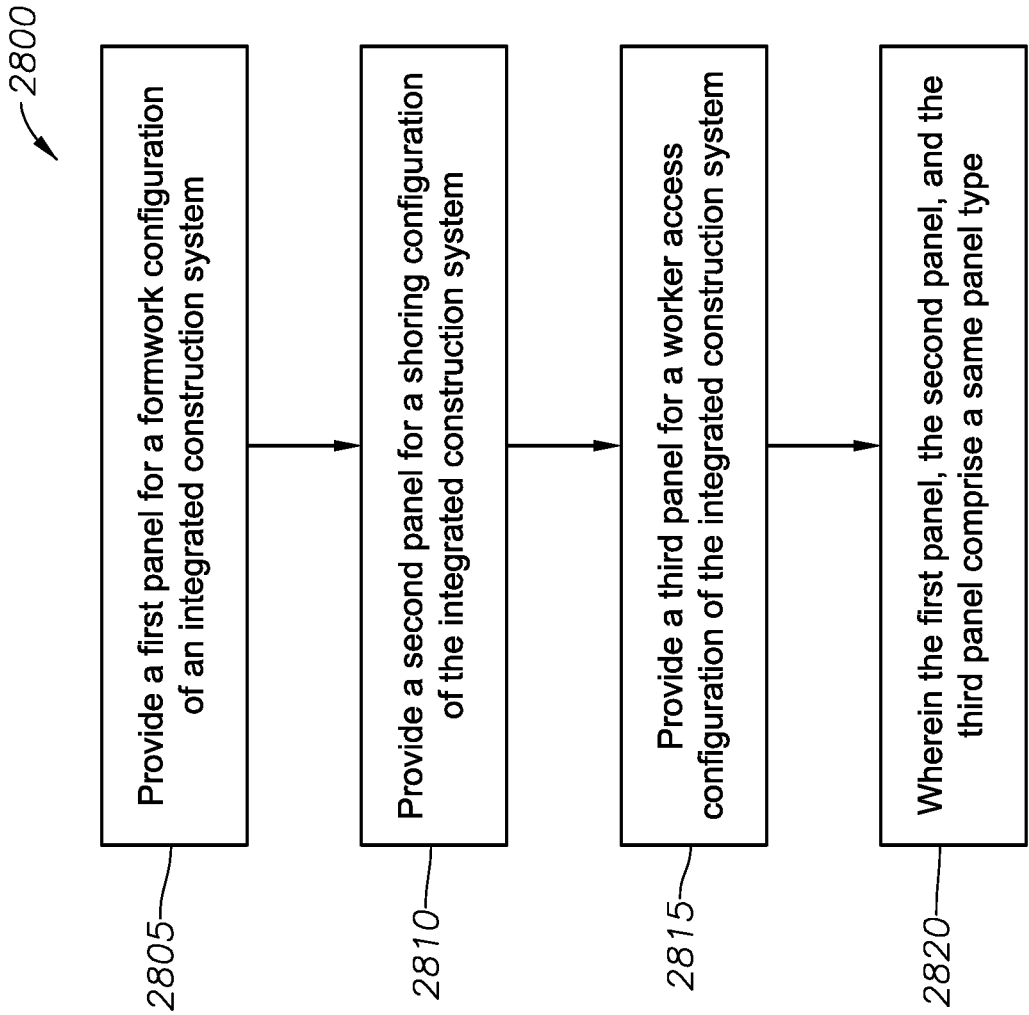 2800
2805
Provide a first panel for a formwork configuration
of an integrated construction system
2810
Provide a second panel for a shoring configuration
of the integrated construction system
2815
Provide a third panel for a worker access
configuration of the integrated construction system
2820
Wherein the first panel, the second panel, and the
third panel comprise a same panel type